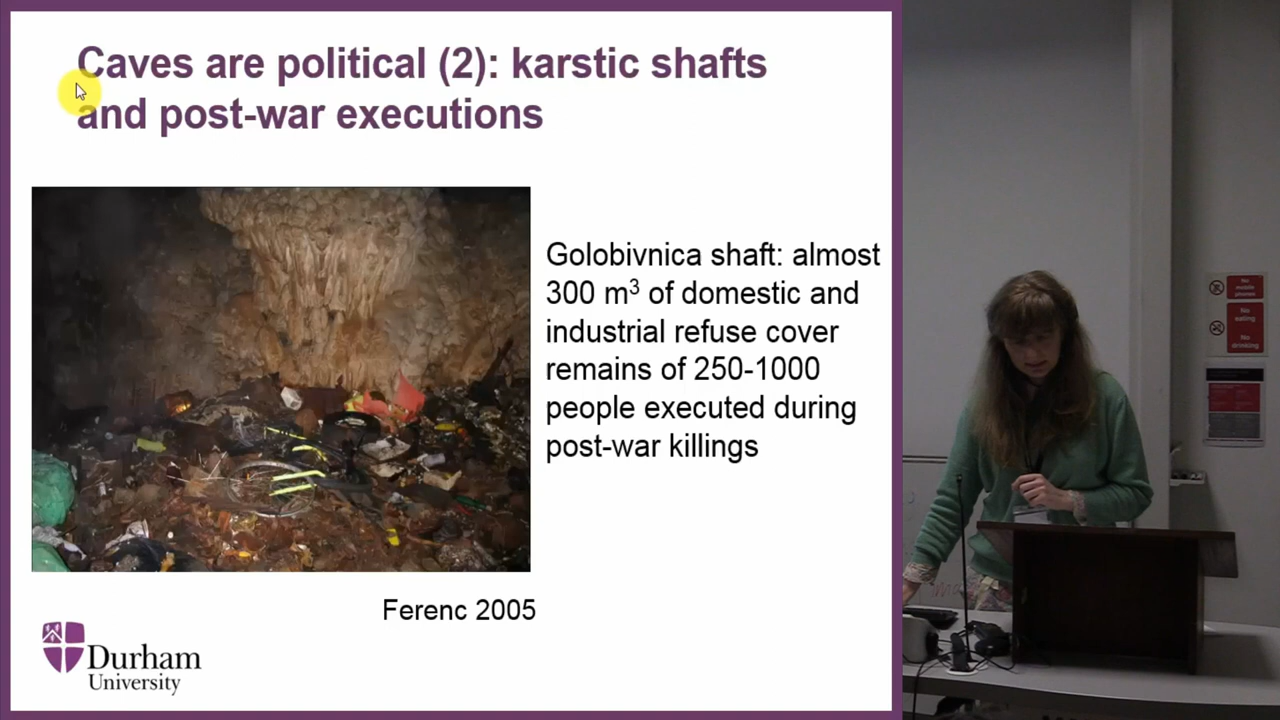 Caves are political (2): karstic shafts
and post-war executions
Golobivnica shaft: almost
300 m³ of domestic and
industrial refuse cover
remains of 250-1000
people executed during
post-war killings
Ferenc 2005
Durham
University
No
mobile
phones
No
eating
No
drinking